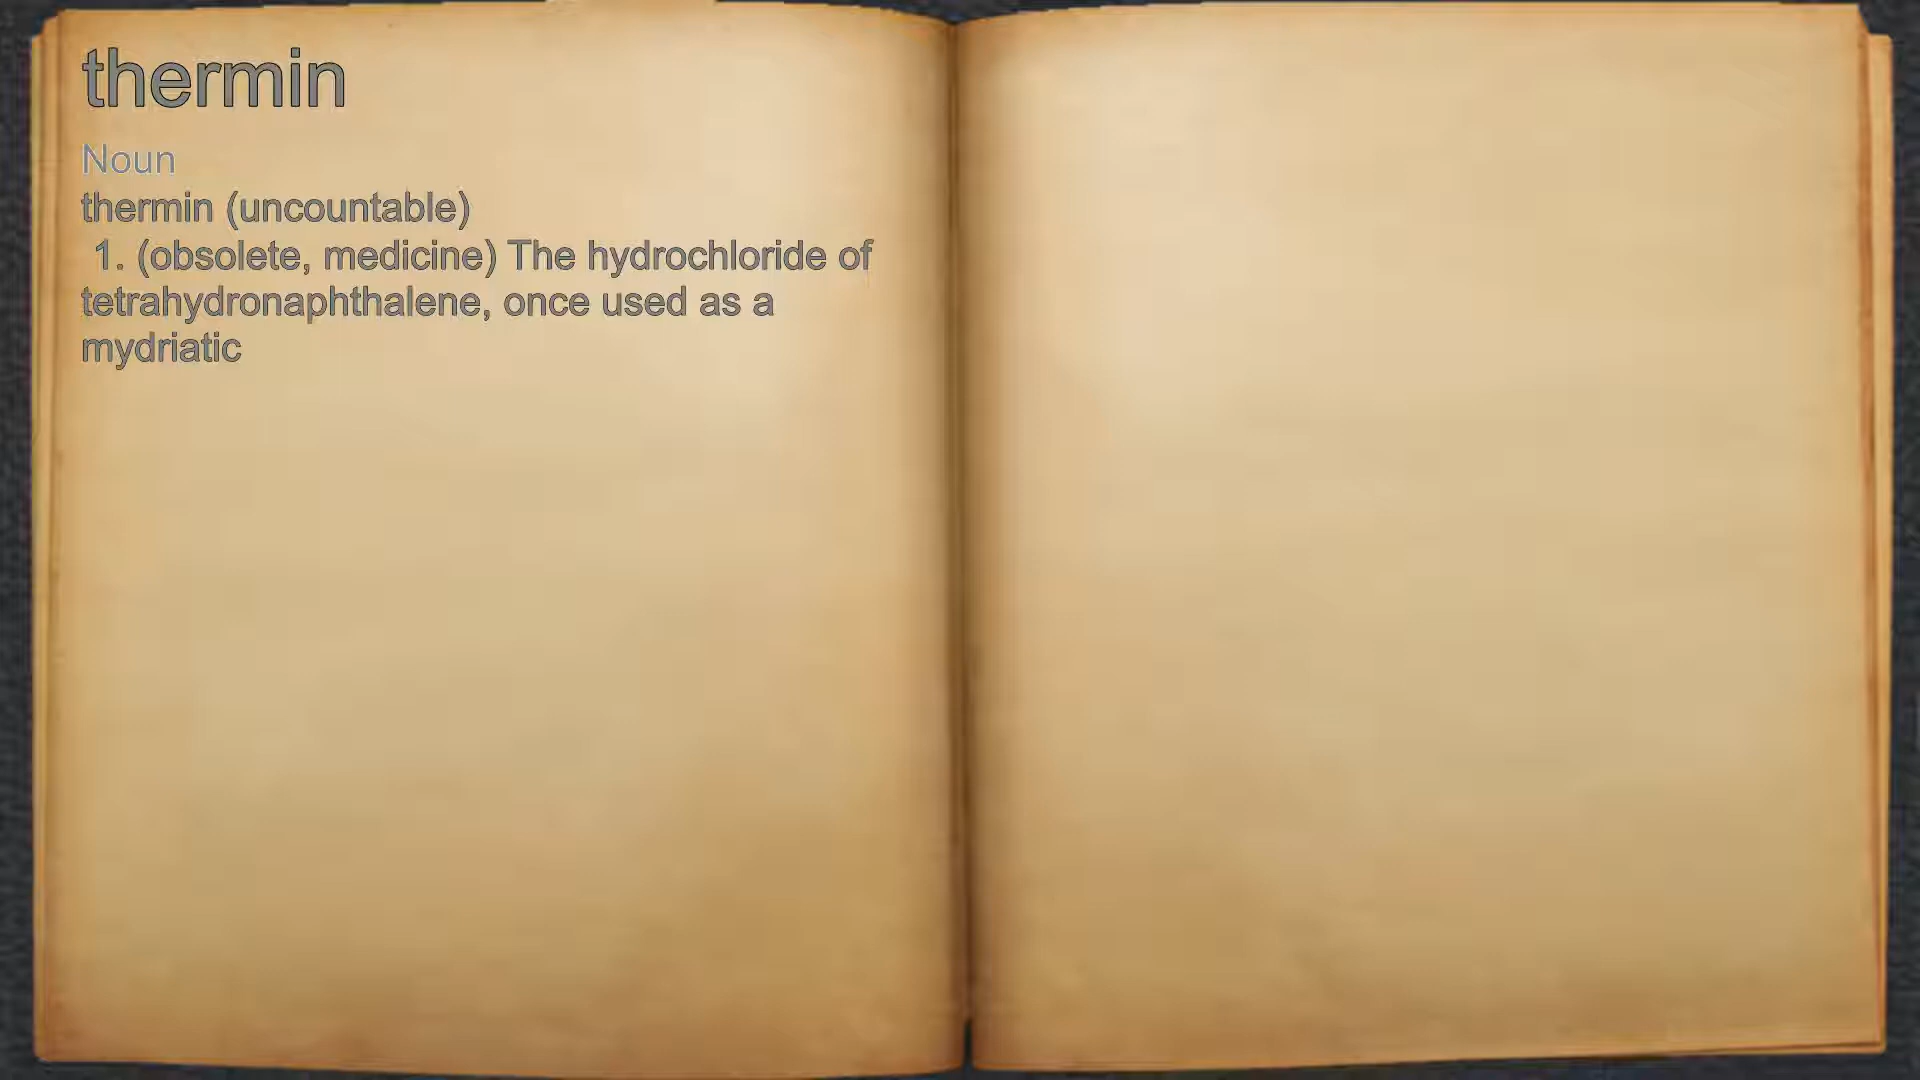 thermin
Noun
thermin (uncountable)
1. (obsolete, medicine) The hydrochloride of
tetrahydronaphthalene, once used as a
mydriatic